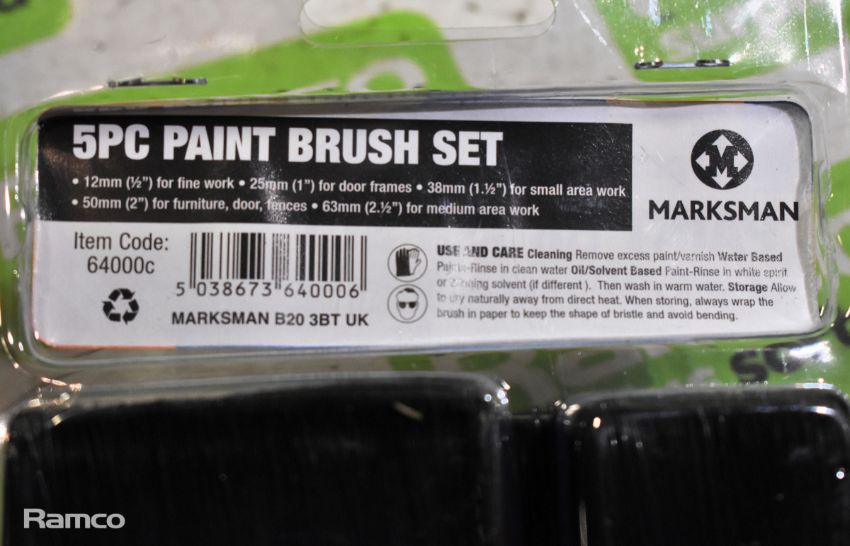 5PC PAINT BRUSH SET
• 12mm (½”) for fine work • 25mm (1”) for door frames • 38mm (1.½”) for small area work
• 50mm (2”) for furniture, door, fences • 63mm (2.½”) for medium area work
MARKSMAN
Item Code:
64000c
5 038673 640006
MARKSMAN B20 3BT UK
USE AND CARE Cleaning Remove excess paint/varnish Water Based
Paints-Rinse in clean water Oil/Solvent Based Paint-Rinse in white spirit
or solvent (if different ). Then wash in warm water. Storage Allow
to dry naturally away from direct heat. When storing, always wrap the
brush in paper to keep the shape of bristle and avoid bending.
Ramco